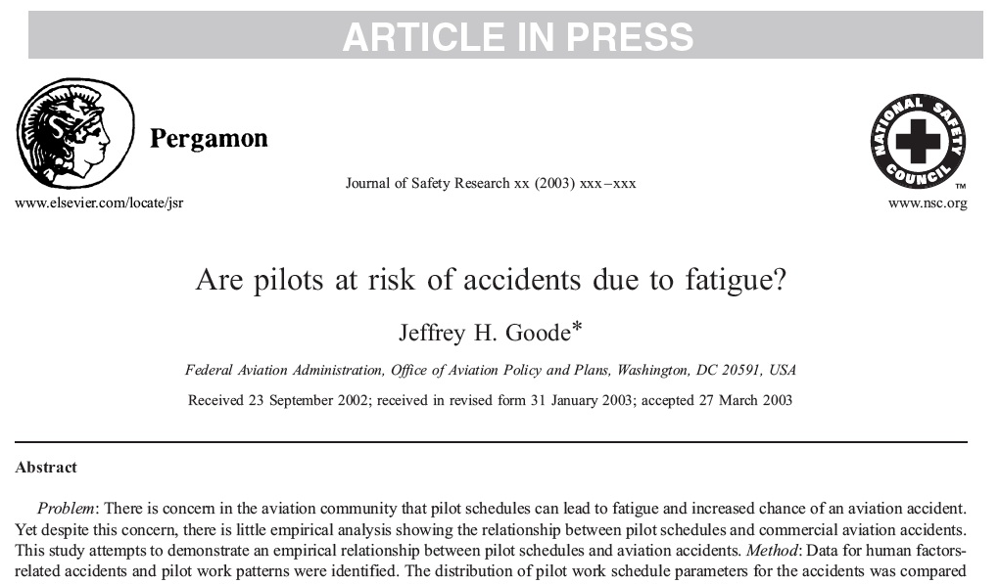 ARTICLE IN PRESS
Pergamon
NATIONAL SAFETY COUNCIL
TM
Journal of Safety Research xx (2003) xxx–xxx
www.elsevier.com/locate/jsr
www.nsc.org
Are pilots at risk of accidents due to fatigue?
Jeffrey H. Goode*
Federal Aviation Administration, Office of Aviation Policy and Plans, Washington, DC 20591, USA
Received 23 September 2002; received in revised form 31 January 2003; accepted 27 March 2003
Abstract
Problem: There is concern in the aviation community that pilot schedules can lead to fatigue and increased chance of an aviation accident.
Yet despite this concern, there is little empirical analysis showing the relationship between pilot schedules and commercial aviation accidents.
This study attempts to demonstrate an empirical relationship between pilot schedules and aviation accidents. Method: Data for human factors-
related accidents and pilot work patterns were identified. The distribution of pilot work schedule parameters for the accidents was compared